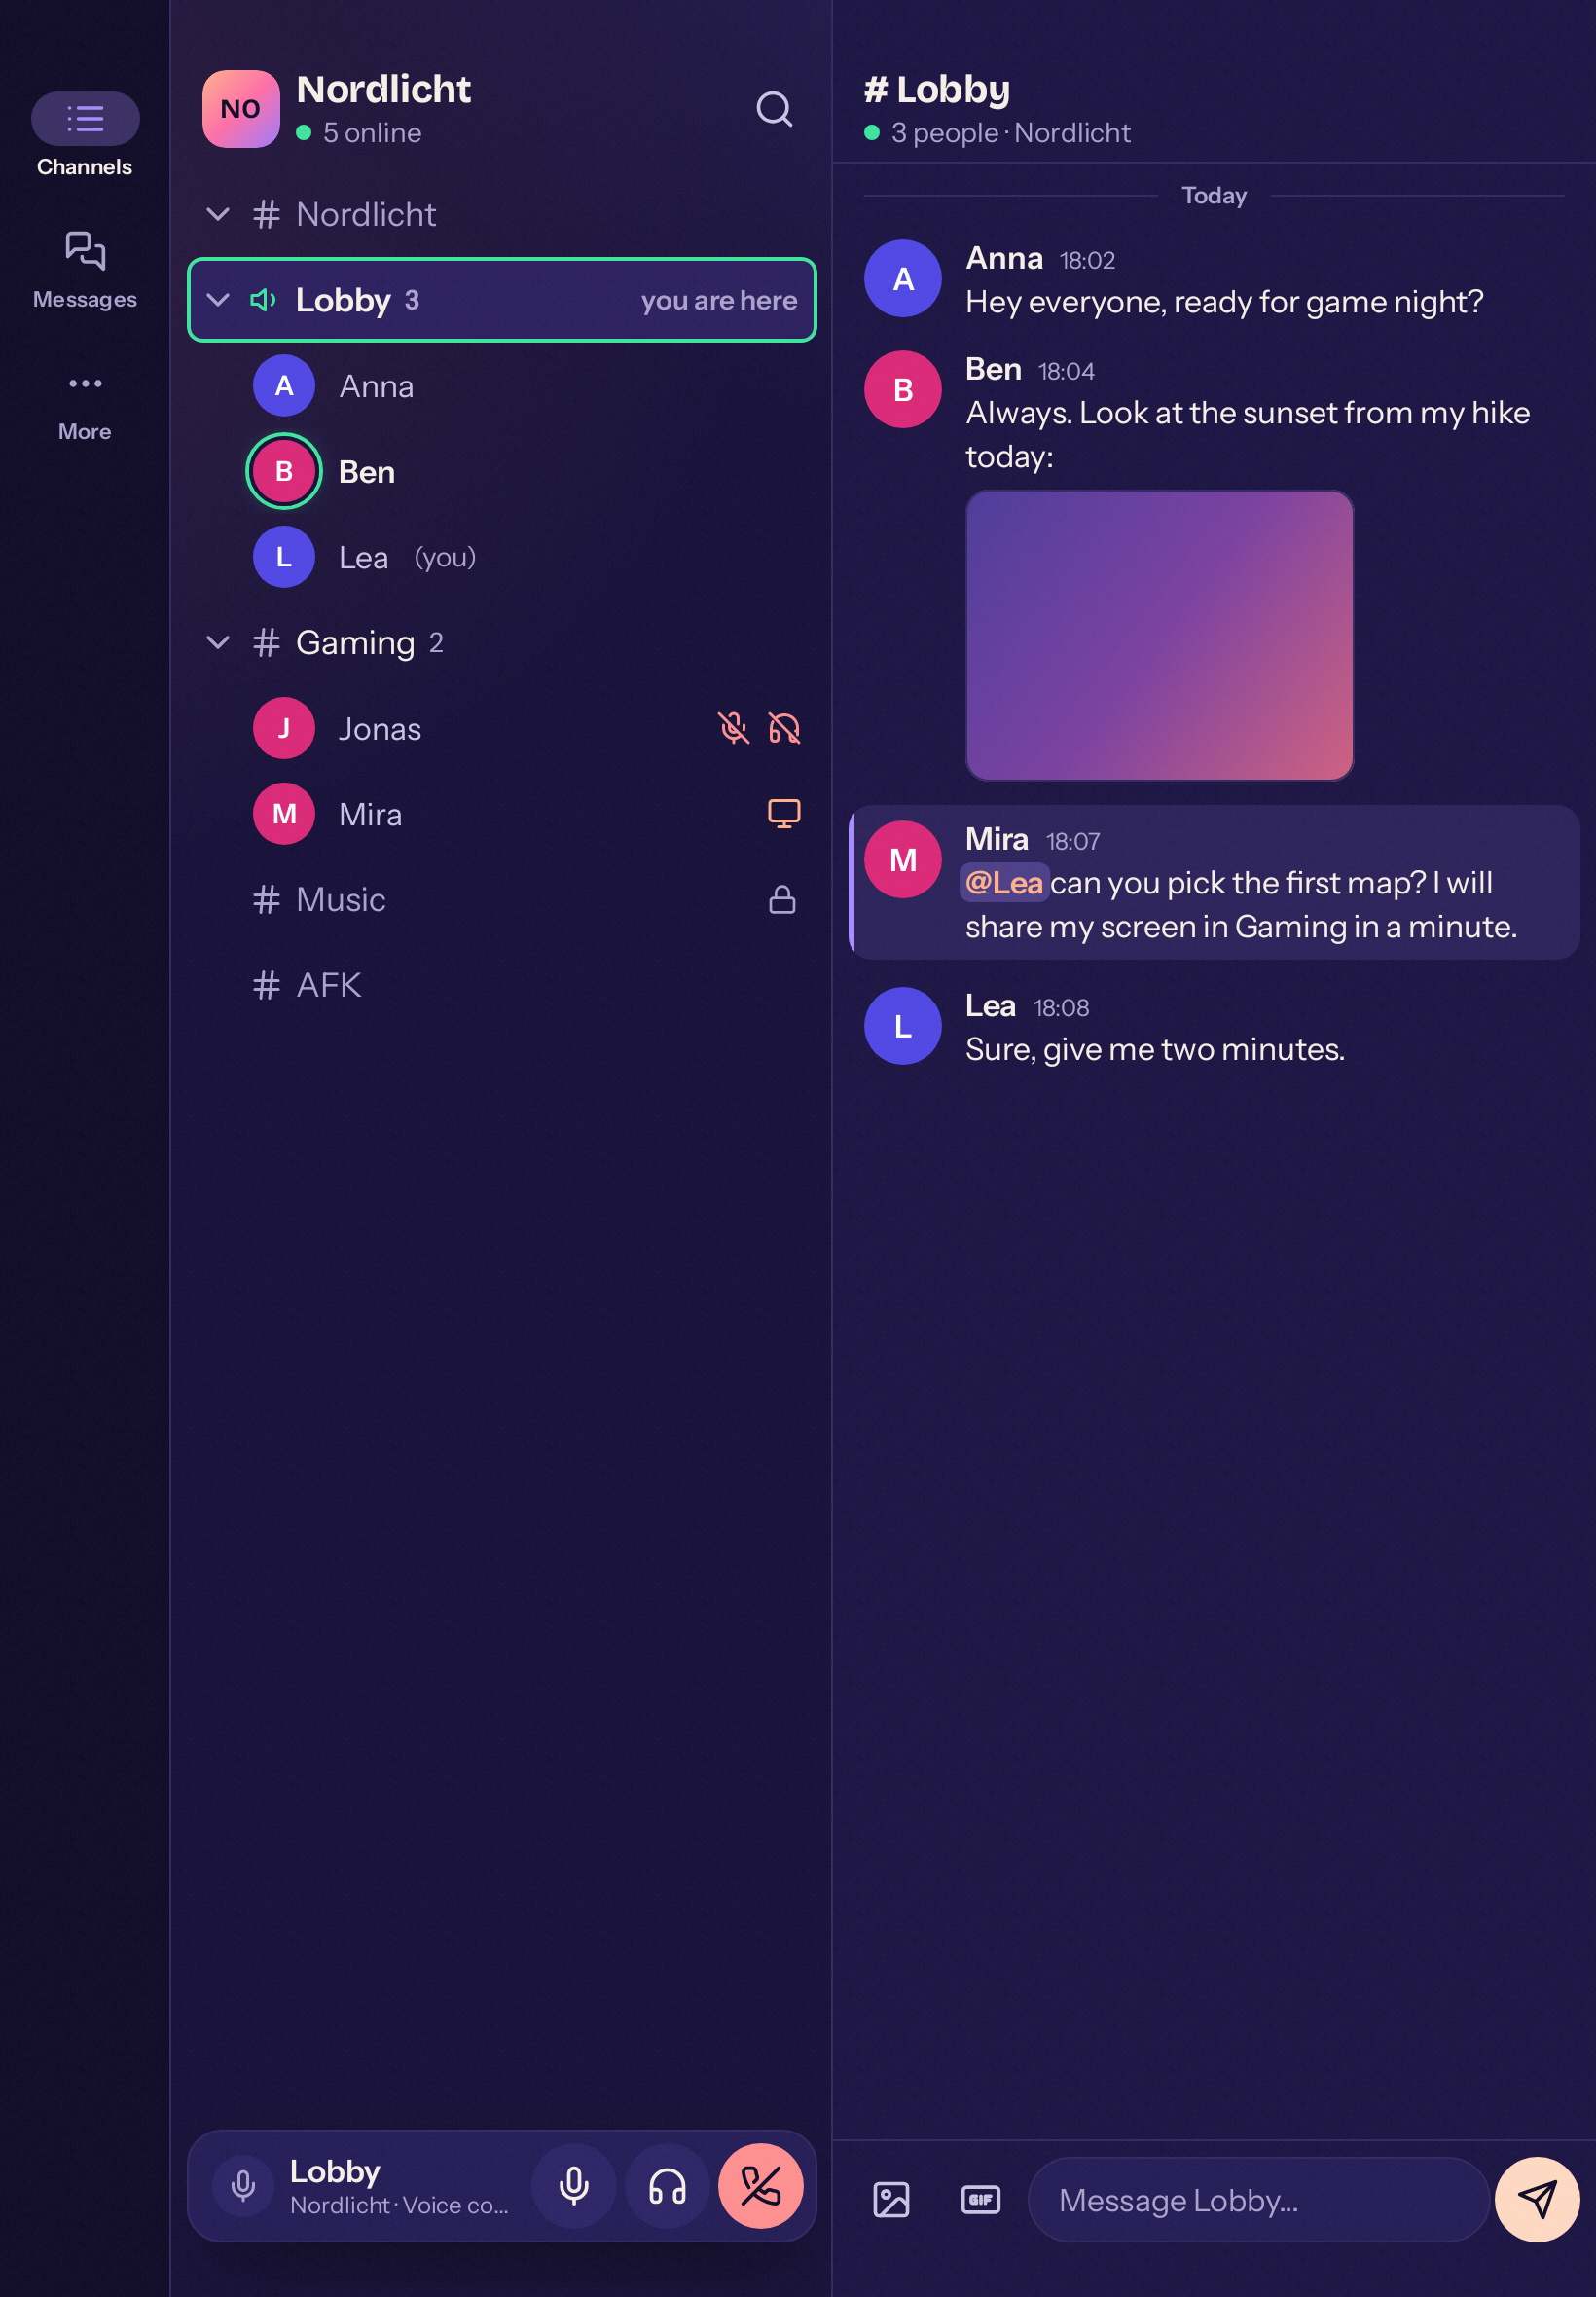 Channels
Messages
More
NO
Nordlicht
5 online
# Nordlicht
Lobby 3 you are here
A Anna
B Ben
L Lea (you)
# Gaming 2
J Jonas
M Mira
# Music
# AFK
Lobby
Nordlicht · Voice co...
# Lobby
3 people · Nordlicht
Today
A
Anna 18:02
Hey everyone, ready for game night?
B
Ben 18:04
Always. Look at the sunset from my hike
today:
M
Mira 18:07
@Lea can you pick the first map? I will
share my screen in Gaming in a minute.
L
Lea 18:08
Sure, give me two minutes.
GIF
Message Lobby...